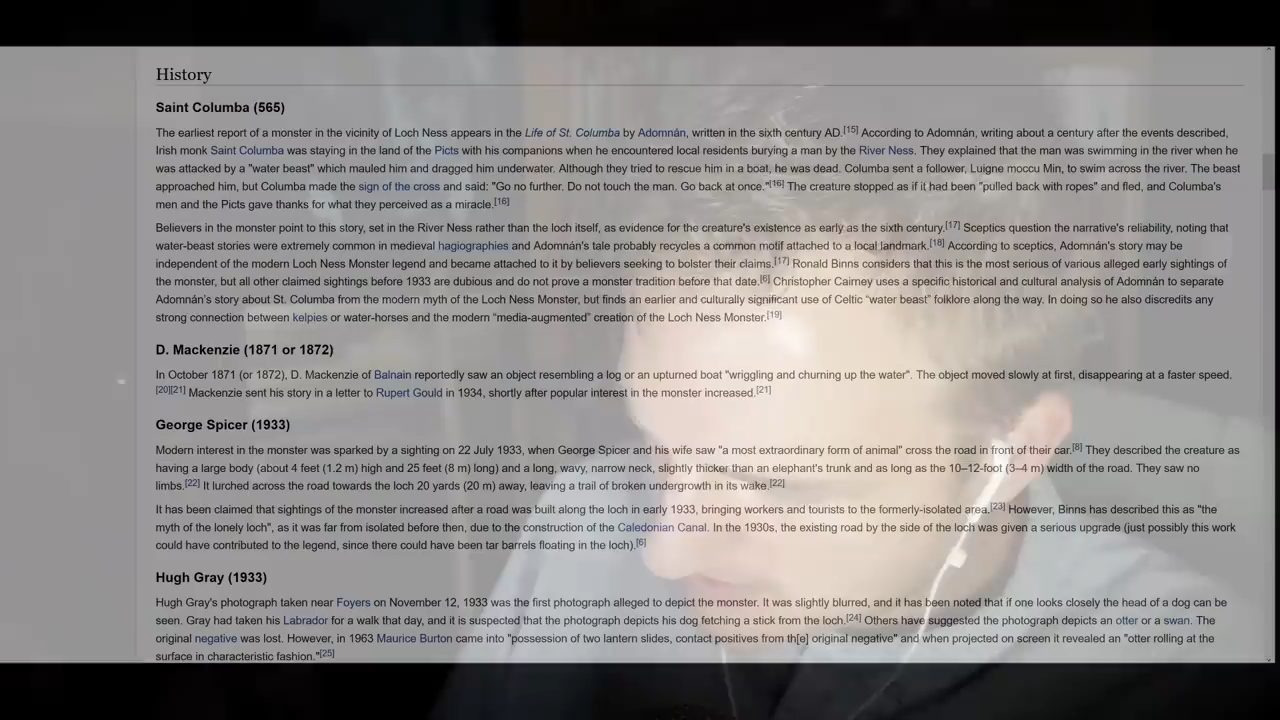 History
Saint Columba (565)
The earliest report of a monster in the vicinity of Loch Ness appears in the Life of St. Columba by Adomnán, written in the sixth century AD.[15] According to Adomnán, writing about a century after the events described,
Irish monk Saint Columba was staying in the land of the Picts with his companions when he encountered local residents burying a man by the River Ness. They explained that the man was swimming in the river when he
was attacked by a "water beast" which mauled him and dragged him underwater. Although they tried to rescue him in a boat, he was dead. Columba sent a follower, Luigne moccu Min, to swim across the river. The beast
approached him, but Columba made the sign of the cross and said: "Go no further. Do not touch the man. Go back at once."[16] The creature stopped as if it had been "pulled back with ropes" and fled, and Columba's
men and the Picts gave thanks for what they perceived as a miracle.[16]
Believers in the monster point to this story, set in the River Ness rather than the loch itself, as evidence for the creature's existence as early as the sixth century.[17] Sceptics question the narrative's reliability, noting that
water-beast stories were extremely common in medieval hagiographies and Adomnán's tale probably recycles a common motif attached to a local landmark.[18] According to sceptics, Adomnán's story may be
independent of the modern Loch Ness Monster legend and became attached to it by believers seeking to bolster their claims.[17] Ronald Binns considers that this is the most serious of various alleged early sightings of
the monster, but all other claimed sightings before 1933 are dubious and do not prove a monster tradition before that date.[6] Christopher Cairney uses a specific historical and cultural analysis of Adomnán to separate
Adomnán's story about St. Columba from the modern myth of the Loch Ness Monster, but finds an earlier and culturally significant use of Celtic “water beast” folklore along the way. In doing so he also discredits any
strong connection between kelpies or water-horses and the modern “media-augmented” creation of the Loch Ness Monster.[19]
D. Mackenzie (1871 or 1872)
In October 1871 (or 1872), D. Mackenzie of Balnain reportedly saw an object resembling a log or an upturned boat "wriggling and churning up the water". The object moved slowly at first, disappearing at a faster speed.
[20][21] Mackenzie sent his story in a letter to Rupert Gould in 1934, shortly after popular interest in the monster increased.[21]
George Spicer (1933)
Modern interest in the monster was sparked by a sighting on 22 July 1933, when George Spicer and his wife saw "a most extraordinary form of animal" cross the road in front of their car.[8] They described the creature as
having a large body (about 4 feet (1.2 m) high and 25 feet (8 m) long) and a long, wavy, narrow neck, slightly thicker than an elephant's trunk and as long as the 10–12-foot (3–4 m) width of the road. They saw no
limbs.[22] It lurched across the road towards the loch 20 yards (20 m) away, leaving a trail of broken undergrowth in its wake.[22]
It has been claimed that sightings of the monster increased after a road was built along the loch in early 1933, bringing workers and tourists to the formerly-isolated area.[23] However, Binns has described this as "the
myth of the lonely loch", as it was far from isolated before then, due to the construction of the Caledonian Canal. In the 1930s, the existing road by the side of the loch was given a serious upgrade (just possibly this work
could have contributed to the legend, since there could have been tar barrels floating in the loch).[6]
Hugh Gray (1933)
Hugh Gray's photograph taken near Foyers on November 12, 1933 was the first photograph alleged to depict the monster. It was slightly blurred, and it has been noted that if one looks closely the head of a dog can be
seen. Gray had taken his Labrador for a walk that day, and it is suspected that the photograph depicts his dog fetching a stick from the loch.[24] Others have suggested the photograph depicts an otter or a swan. The
original negative was lost. However, in 1963 Maurice Burton came into "possession of two lantern slides, contact positives from th[e] original negative" and when projected on screen it revealed an "otter rolling at the
surface in characteristic fashion."[25]